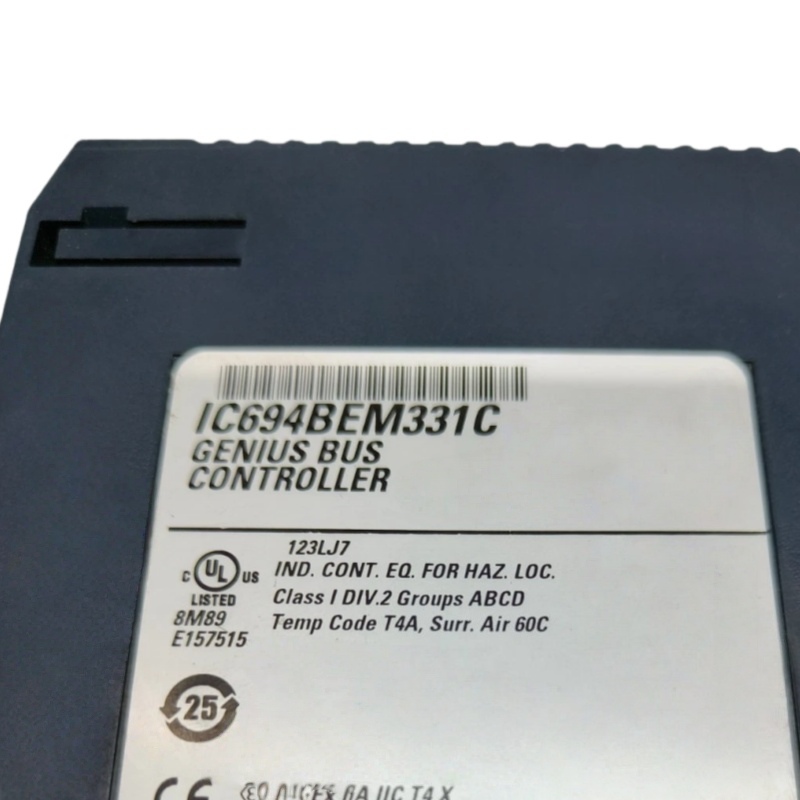 IC694BEM331C
GENIUS BUS
CONTROLLER
123LJ7
C UL US IND. CONT. EQ. FOR HAZ. LOC.
LISTED Class I DIV.2 Groups ABCD
8M89 Temp Code T4A, Surr. Air 60C
E157515
25
CE